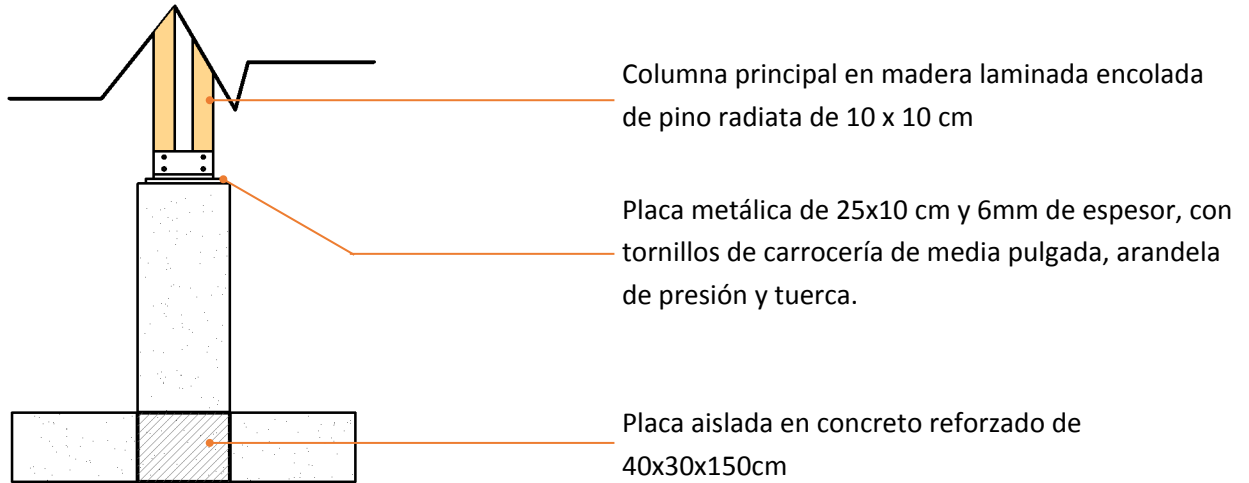 Columna principal en madera laminada encolada
de pino radiata de 10 x 10 cm
Placa metálica de 25x10 cm y 6mm de espesor, con
tornillos de carrocería de media pulgada, arandela
de presión y tuerca.
Placa aislada en concreto reforzado de
40x30x150cm